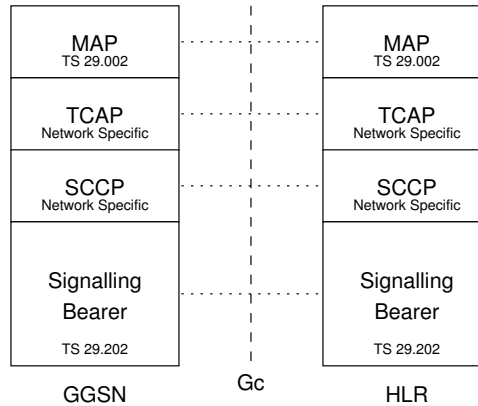 MAP
TS 29.002
TCAP
Network Specific
SCCP
Network Specific
Signalling
Bearer
TS 29.202
GGSN
Gc
MAP
TS 29.002
TCAP
Network Specific
SCCP
Network Specific
Signalling
Bearer
TS 29.202
HLR